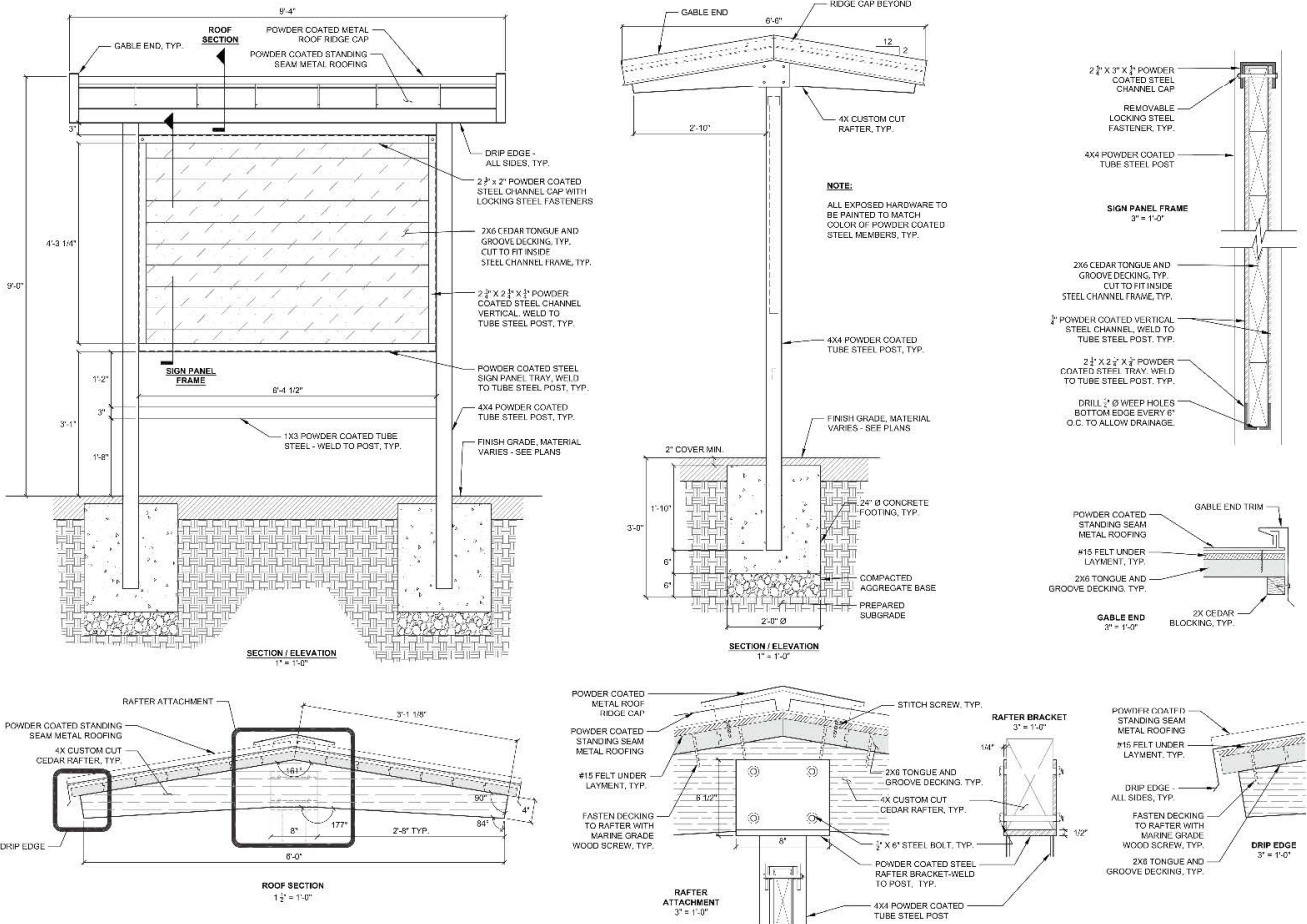 9'-4"
GABLE END, TYP.
ROOF
SECTION
POWDER COATED METAL
ROOF RIDGE CAP
POWDER COATED STANDING
SEAM METAL ROOFING
3"
DRIP EDGE -
ALL SIDES, TYP.
x 2" POWDER COATED
STEEL CHANNEL CAP WITH
LOCKING STEEL FASTENERS
4'-3 1/4"
2X6 CEDAR TONGUE AND
GROOVE DECKING, TYP.
CUT TO FIT INSIDE
STEEL CHANNEL FRAME, TYP.
9'-0"
POWDER
COATED STEEL CHANNEL
VERTICAL. WELD TO
TUBE STEEL POST, TYP.
SIGN PANEL
FRAME
POWDER COATED STEEL
SIGN PANEL TRAY, WELD
TO TUBE STEEL POST, TYP.
1'-2"
6'-4 1/2"
3"
3'-1"
4X4 POWDER COATED
TUBE STEEL POST, TYP.
1X3 POWDER COATED TUBE
STEEL - WELD TO POST, TYP.
1'-8"
FINISH GRADE, MATERIAL
VARIES - SEE PLANS
SECTION / ELEVATION
1" = 1'-0"
GABLE END
RIDGE CAP BEYOND
6'-6"
12
2
4X CUSTOM CUT
RAFTER, TYP.
2'-10"
NOTE:
ALL EXPOSED HARDWARE TO
BE PAINTED TO MATCH
COLOR OF POWDER COATED
STEEL MEMBERS, TYP.
4X4 POWDER COATED
TUBE STEEL POST, TYP.
FINISH GRADE, MATERIAL
VARIES - SEE PLANS
2" COVER MIN.
1'-10"
24" Ø CONCRETE
FOOTING, TYP.
3'-0"
6"
6"
COMPACTED
AGGREGATE BASE
PREPARED
SUBGRADE
2'-0" Ø
SECTION / ELEVATION
1" = 1'-0"
POWDER
COATED STEEL
CHANNEL CAP
REMOVABLE
LOCKING STEEL
FASTENER, TYP.
4X4 POWDER COATED
TUBE STEEL POST
SIGN PANEL FRAME
3" = 1'-0"
2X6 CEDAR TONGUE AND
GROOVE DECKING, TYP.
CUT TO FIT INSIDE
STEEL CHANNEL FRAME, TYP.
POWDER COATED VERTICAL
STEEL CHANNEL, WELD TO
TUBE STEEL POST. TYP.
POWDER
COATED STEEL TRAY. WELD
TO TUBE STEEL POST, TYP.
DRILL Ø WEEP HOLES
BOTTOM EDGE EVERY 6"
O.C. TO ALLOW DRAINAGE.
GABLE END TRIM
POWDER COATED
STANDING SEAM
METAL ROOFING
#15 FELT UNDER
LAYMENT, TYP.
2X6 TONGUE AND
GROOVE DECKING. TYP.
GABLE END
3" = 1'-0"
2X CEDAR
BLOCKING, TYP.
RAFTER ATTACHMENT
POWDER COATED STANDING
SEAM METAL ROOFING
4X CUSTOM CUT
CEDAR RAFTER, TYP.
3'-1 1/8"
161°
90°
4"
84°
177°
8"
2'-8" TYP.
DRIP EDGE
6'-0"
ROOF SECTION
1 ½" = 1'-0"
POWDER COATED
METAL ROOF
RIDGE CAP
POWDER COATED
STANDING SEAM
METAL ROOFING
#15 FELT UNDER
LAYMENT, TYP.
FASTEN DECKING
TO RAFTER WITH
MARINE GRADE
WOOD SCREW, TYP.
6 1/2"
8"
RAFTER
ATTACHMENT
3" = 1'-0"
STITCH SCREW, TYP.
2X6 TONGUE AND
GROOVE DECKING. TYP.
4X CUSTOM CUT
CEDAR RAFTER, TYP.
X 6" STEEL BOLT, TYP.
POWDER COATED STEEL
RAFTER BRACKET-WELD
TO POST, TYP.
4X4 POWDER COATED
TUBE STEEL POST
RAFTER BRACKET
3" = 1'-0"
1/4"
1/2"
POWDER COATED
STANDING SEAM
METAL ROOFING
#15 FELT UNDER
LAYMENT, TYP.
DRIP EDGE -
ALL SIDES, TYP.
FASTEN DECKING
TO RAFTER WITH
MARINE GRADE
WOOD SCREW, TYP.
2X6 TONGUE AND
GROOVE DECKING, TYP.
DRIP EDGE
3" = 1'-0"